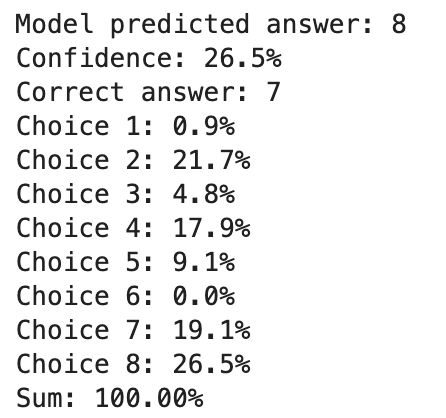 Model predicted answer: 8
Confidence: 26.5%
Correct answer: 7
Choice 1: 0.9%
Choice 2: 21.7%
Choice 3: 4.8%
Choice 4: 17.9%
Choice 5: 9.1%
Choice 6: 0.0%
Choice 7: 19.1%
Choice 8: 26.5%
Sum: 100.00%